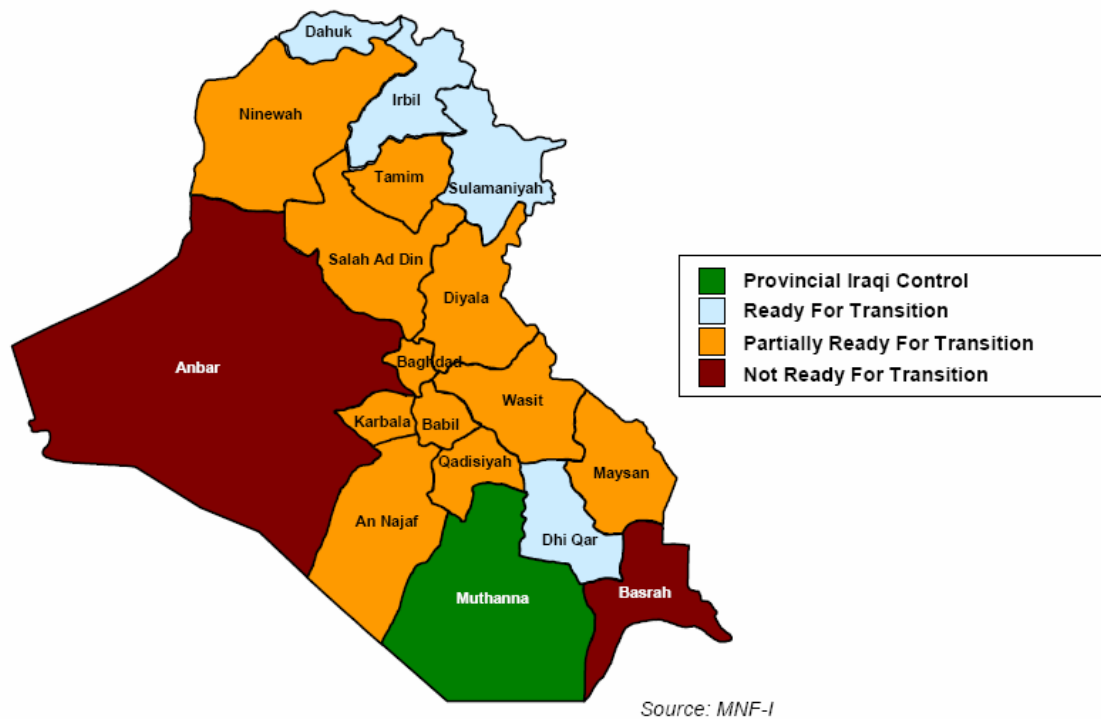 Dahuk
Irbil
Ninewah
Tamim
Sulamaniyah
Salah Ad Din
Diyala
Provincial Iraqi Control
Ready For Transition
Partially Ready For Transition
Not Ready For Transition
Baghdad
Anbar
Wasit
Karbala
Babil
Qadisiyah
Maysan
An Najaf
Dhi Qar
Muthanna
Basrah
Source: MNF-I